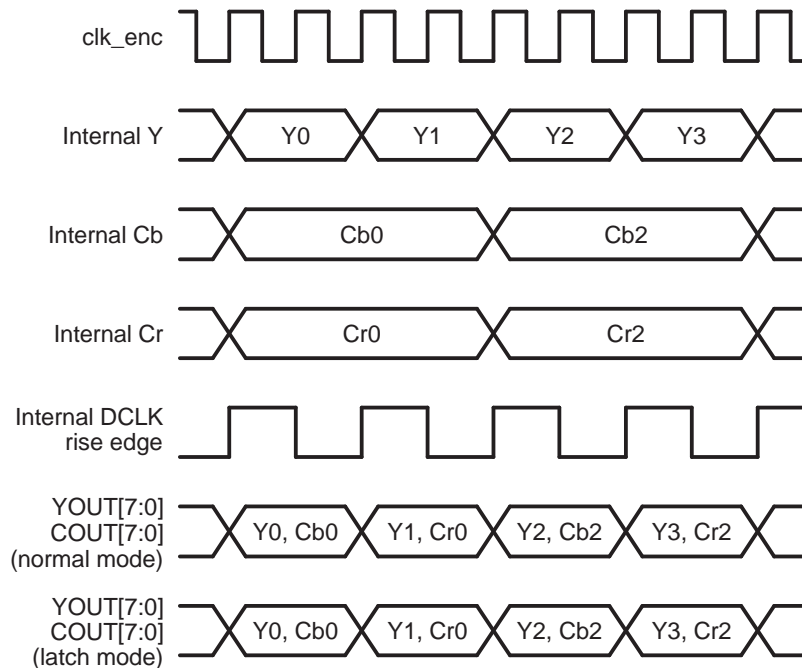 clk_enc
Internal Y
Y0
Y1
Y2
Y3
Internal Cb
Cb0
Cb2
Internal Cr
Cr0
Cr2
Internal DCLK
rise edge
YOUT[7:0]
COUT[7:0]
(normal mode)
Y0, Cb0
Y1, Cr0
Y2, Cb2
Y3, Cr2
YOUT[7:0]
COUT[7:0]
(latch mode)
Y0, Cb0
Y1, Cr0
Y2, Cb2
Y3, Cr2